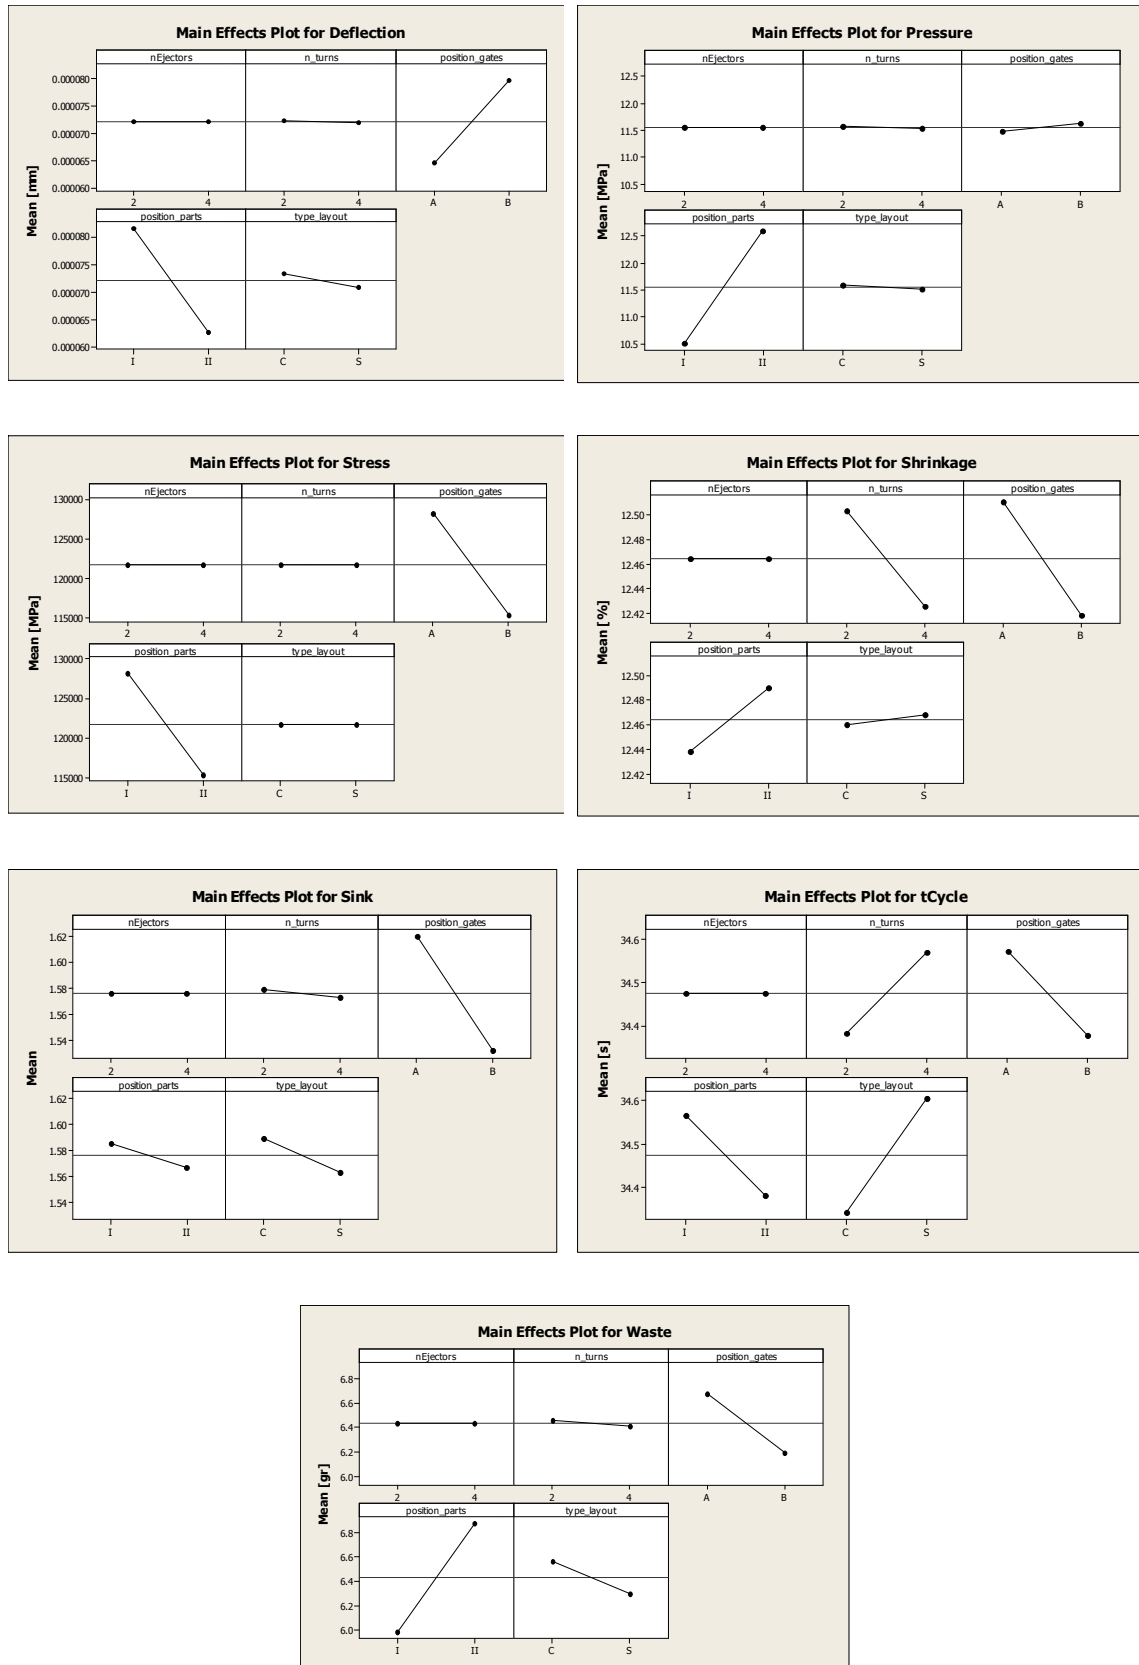 Main Effects Plot for Deflection
nEjectors n_turns position_gates
0.000080
0.000075
0.000070
0.000065
0.000060
2 4 2 4 A B
position_parts type_layout
0.000080
0.000075
0.000070
0.000065
0.000060
I II C S
Mean [mm]
Main Effects Plot for Pressure
nEjectors n_turns position_gates
12.5
12.0
11.5
11.0
10.5
2 4 2 4 A B
position_parts type_layout
12.5
12.0
11.5
11.0
10.5
I II C S
Mean [MPa]
Main Effects Plot for Stress
nEjectors n_turns position_gates
130000
125000
120000
115000
2 4 2 4 A B
position_parts type_layout
130000
125000
120000
115000
I II C S
Mean [MPa]
Main Effects Plot for Shrinkage
nEjectors n_turns position_gates
12.50
12.48
12.46
12.44
12.42
2 4 2 4 A B
position_parts type_layout
12.50
12.48
12.46
12.44
12.42
I II C S
Mean [%]
Main Effects Plot for Sink
nEjectors n_turns position_gates
1.62
1.60
1.58
1.56
1.54
2 4 2 4 A B
position_parts type_layout
1.62
1.60
1.58
1.56
1.54
I II C S
Mean
Main Effects Plot for tCycle
nEjectors n_turns position_gates
34.6
34.5
34.4
2 4 2 4 A B
position_parts type_layout
34.6
34.5
34.4
I II C S
Mean [s]
Main Effects Plot for Waste
nEjectors n_turns position_gates
6.8
6.6
6.4
6.2
6.0
2 4 2 4 A B
position_parts type_layout
6.8
6.6
6.4
6.2
6.0
I II C S
Mean [gr]